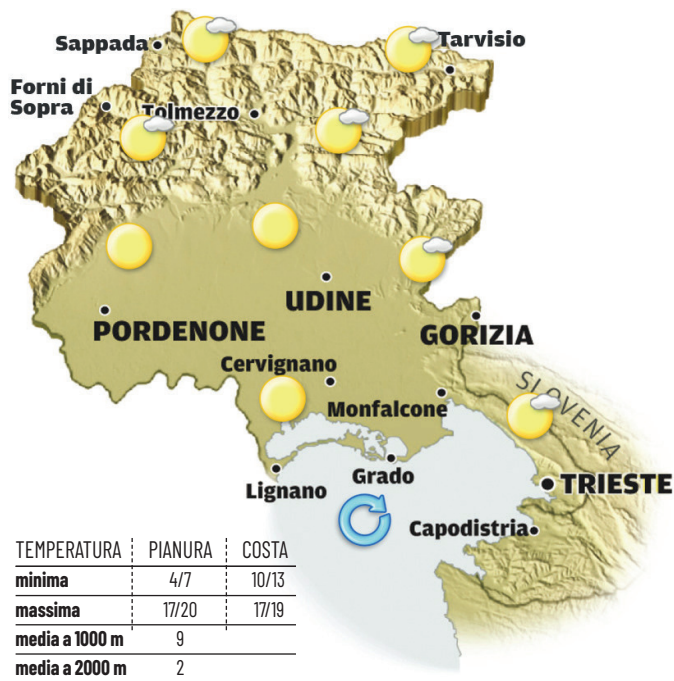 Sappada
Tarvisio
Forni di
Sopra
Tolmezzo
UDINE
PORDENONE
GORIZIA
Cervignano
SLOVENIA
Monfalcone
Grado
Lignano
TRIESTE
Capodistria
TEMPERATURA PIANURA COSTA
minima 4/7 10/13
massima 17/20 17/19
media a 1000 m 9
media a 2000 m 2